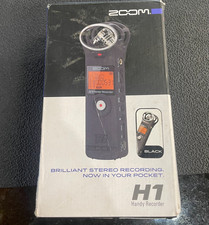 ZOOM
BLACK
BRILLIANT STEREO RECORDING.
NOW IN YOUR POCKET.
H1
Handy Recorder